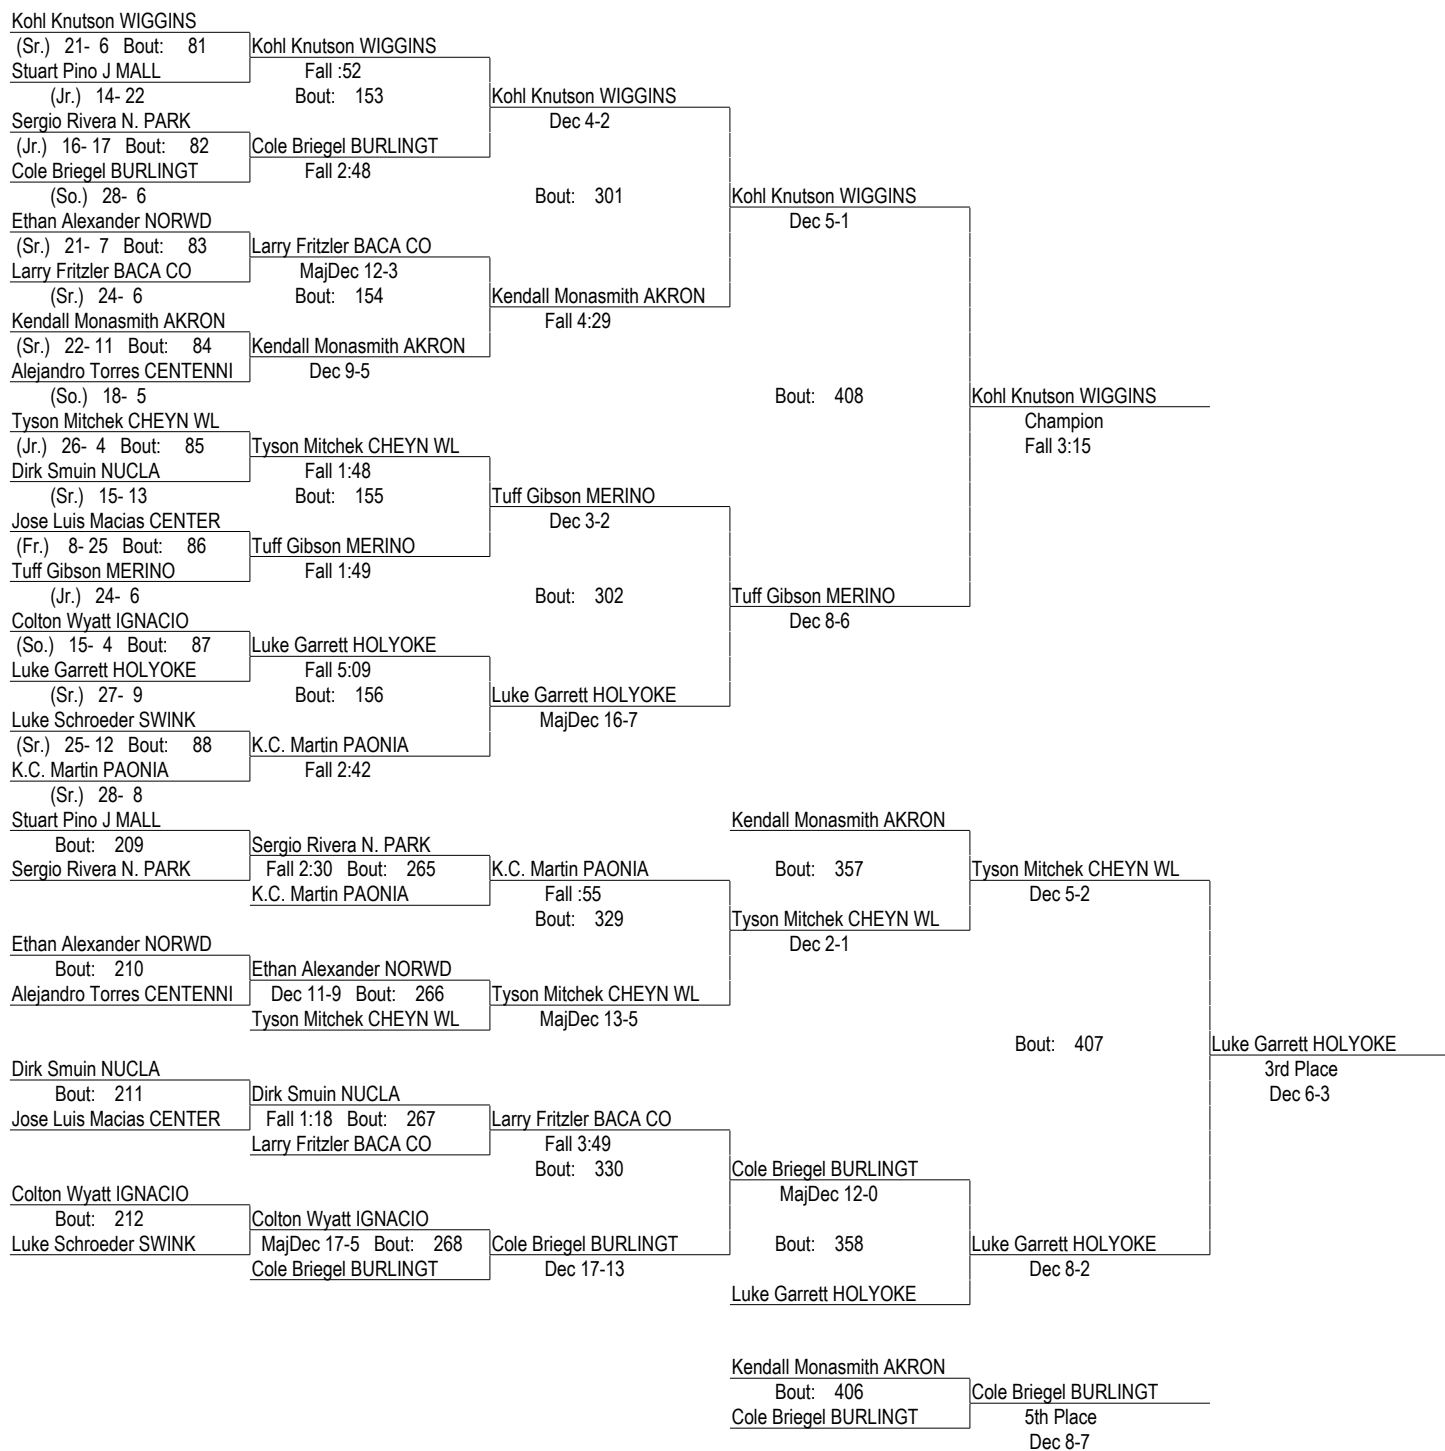 Kohl Knutson WIGGINS
(Sr.) 21- 6 Bout: 81 Kohl Knutson WIGGINS
Stuart Pino J MALL Fall :52
(Jr.) 14- 22 Bout: 153 Kohl Knutson WIGGINS
Sergio Rivera N. PARK Dec 4-2
(Jr.) 16- 17 Bout: 82 Cole Briegel BURLINGT
Cole Briegel BURLINGT Fall 2:48
(So.) 28- 6 Bout: 301 Kohl Knutson WIGGINS
Ethan Alexander NORWD Dec 5-1
(Sr.) 21- 7 Bout: 83 Larry Fritzler BACA CO
Larry Fritzler BACA CO MajDec 12-3
(Sr.) 24- 6 Bout: 154 Kendall Monasmith AKRON
Kendall Monasmith AKRON Fall 4:29
(Sr.) 22- 11 Bout: 84 Kendall Monasmith AKRON
Alejandro Torres CENTENNI Dec 9-5
(So.) 18- 5 Bout: 408 Kohl Knutson WIGGINS
Tyson Mitchek CHEYN WL Champion
(Jr.) 26- 4 Bout: 85 Tyson Mitchek CHEYN WL Fall 3:15
Dirk Smuin NUCLA Fall 1:48
(Sr.) 15- 13 Bout: 155 Tuff Gibson MERINO
Jose Luis Macias CENTER Dec 3-2
(Fr.) 8- 25 Bout: 86 Tuff Gibson MERINO
Tuff Gibson MERINO Fall 1:49
(Jr.) 24- 6 Bout: 302 Tuff Gibson MERINO
Colton Wyatt IGNACIO Dec 8-6
(So.) 15- 4 Bout: 87 Luke Garrett HOLYOKE
Luke Garrett HOLYOKE Fall 5:09
(Sr.) 27- 9 Bout: 156 Luke Garrett HOLYOKE
Luke Schroeder SWINK MajDec 16-7
(Sr.) 25- 12 Bout: 88 K.C. Martin PAONIA
K.C. Martin PAONIA Fall 2:42
(Sr.) 28- 8
Stuart Pino J MALL Kendall Monasmith AKRON
Bout: 209 Sergio Rivera N. PARK
Sergio Rivera N. PARK Fall 2:30 Bout: 265 K.C. Martin PAONIA Bout: 357 Tyson Mitchek CHEYN WL
K.C. Martin PAONIA Fall :55 Dec 5-2
Bout: 329 Tyson Mitchek CHEYN WL
Ethan Alexander NORWD Dec 2-1
Bout: 210 Ethan Alexander NORWD
Alejandro Torres CENTENNI Dec 11-9 Bout: 266 Tyson Mitchek CHEYN WL
Tyson Mitchek CHEYN WL MajDec 13-5
Bout: 407 Luke Garrett HOLYOKE
Dirk Smuin NUCLA 3rd Place
Bout: 211 Dirk Smuin NUCLA Dec 6-3
Jose Luis Macias CENTER Fall 1:18 Bout: 267 Larry Fritzler BACA CO
Larry Fritzler BACA CO Fall 3:49
Bout: 330 Cole Briegel BURLINGT
Colton Wyatt IGNACIO MajDec 12-0
Bout: 212 Colton Wyatt IGNACIO
Luke Schroeder SWINK MajDec 17-5 Bout: 268 Cole Briegel BURLINGT Bout: 358 Luke Garrett HOLYOKE
Cole Briegel BURLINGT Dec 17-13 Dec 8-2
Luke Garrett HOLYOKE
Kendall Monasmith AKRON
Bout: 406 Cole Briegel BURLINGT
Cole Briegel BURLINGT 5th Place
Dec 8-7